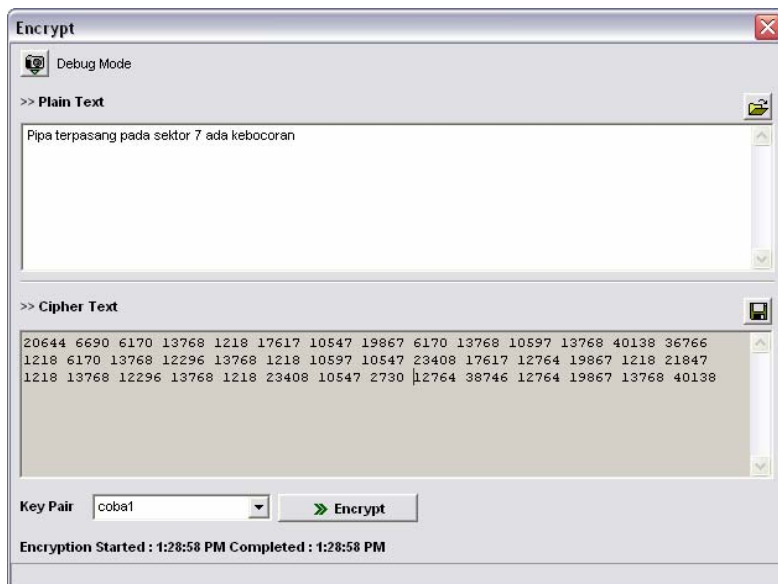 Encrypt
Debug Mode
>> Plain Text
Pipa terpasang pada sektor 7 ada kebocoran
>> Cipher Text
20644 6690 6170 13768 1218 17617 10547 19867 6170 13768 10597 13768 40138 36766
1218 6170 13768 12296 13768 1218 10597 10547 23408 17617 12764 19867 1218 21847
1218 13768 12296 13768 1218 23408 10547 2730 12764 38746 12764 19867 13768 40138
Key Pair coba1 Encrypt
Encryption Started : 1:28:58 PM Completed : 1:28:58 PM